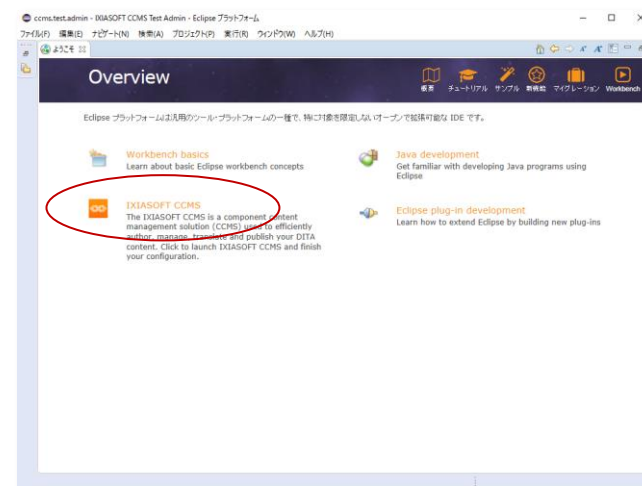 ccms.test.admin - IXIASOFT CCMS Test Admin - Eclipse プラットフォーム
ファイル(F) 編集(E) ナビゲート(N) 検索(A) プロジェクト(P) 実行(R) ウィンドウ(W) ヘルプ(H)
ようこそ
Overview
概要 チュートリアル サンプル 新機能 マイグレーション Workbench
Eclipse プラットフォームは汎用のツール・プラットフォームの一種で、特に対象を限定しないオープンで拡張可能な IDE です。
Workbench basics
Learn about basic Eclipse workbench concepts
Java development
Get familiar with developing Java programs using
Eclipse
IXIASOFT CCMS
The IXIASOFT CCMS is a component content
management solution (CCMS) used to efficiently
author, manage, translate and publish your DITA
content. Click to launch IXIASOFT CCMS and finish
your configuration.
Eclipse plug-in development
Learn how to extend Eclipse by building new plug-ins